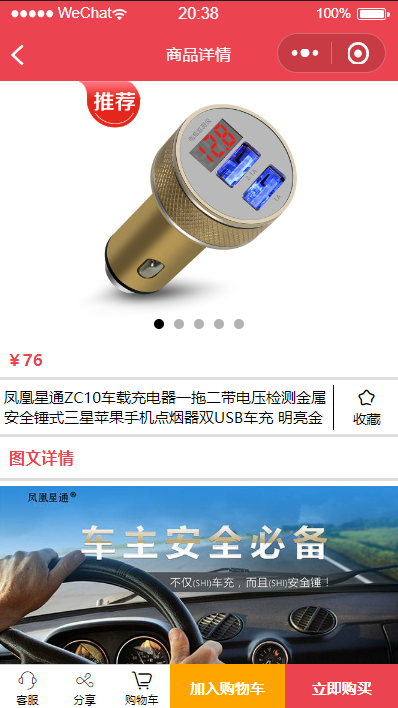 WeChat
20:38
100%
商品详情
推荐
12.8
1A
￥76
凤凰星通ZC10车载充电器一拖二带电压检测金属
安全锤式三星苹果手机点烟器双USB车充 明亮金
收藏
图文详情
凤凰星通®
车主安全必备
不仅(SHI)车充，而且(SHI)安全锤！
客服
分享
购物车
加入购物车
立即购买